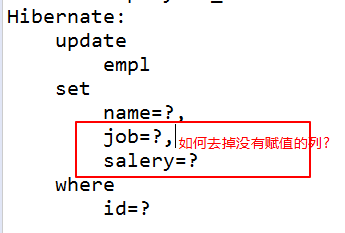 Hibernate:
update
empl
set
name=?,
job=?, 如何去掉没有赋值的列?
salery=?
where
id=?